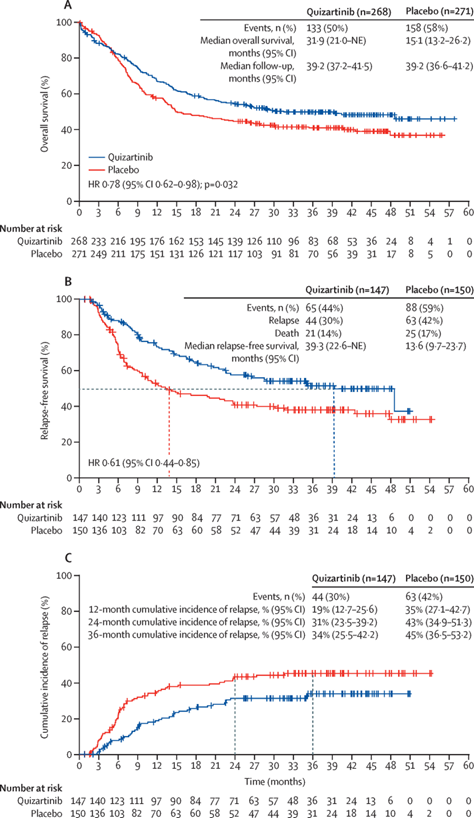 A
Quizartinib (n=268) Placebo (n=271)
Events, n (%) 133 (50%) 158 (58%)
Median overall survival, months (95% CI) 31·9 (21·0–NE) 15·1 (13·2–26·2)
Median follow-up, months (95% CI) 39·2 (37·2–41·5) 39·2 (36·6–41·2)
Overall survival (%)
100
80
60
40
20
0
Quizartinib
Placebo
HR 0·78 (95% CI 0·62–0·98); p=0·032
0 3 6 9 12 15 18 21 24 27 30 33 36 39 42 45 48 51 54 57 60
Number at risk
Quizartinib 268 233 216 195 176 162 153 145 139 126 110 96 83 68 53 36 24 8 4 1 0
Placebo 271 249 211 175 151 131 126 121 117 103 91 81 70 56 39 31 17 8 5 0 0
B
Quizartinib (n=147) Placebo (n=150)
Events, n (%) 65 (44%) 88 (59%)
Relapse 44 (30%) 63 (42%)
Death 21 (14%) 25 (17%)
Median relapse-free survival, months (95% CI) 39·3 (22·6–NE) 13·6 (9·7–23·7)
Relapse-free survival (%)
100
80
60
40
20
0
HR 0·61 (95% CI 0·44–0·85)
0 3 6 9 12 15 18 21 24 27 30 33 36 39 42 45 48 51 54 57 60
Number at risk
Quizartinib 147 140 123 111 97 90 84 77 71 63 57 48 36 31 24 13 6 0 0 0 0
Placebo 150 136 103 82 70 63 60 58 52 47 44 39 31 24 18 14 10 4 2 0 0
C
Quizartinib (n=147) Placebo (n=150)
Events, n (%) 44 (30%) 63 (42%)
12-month cumulative incidence of relapse, % (95% CI) 19% (12·7–25·6) 35% (27·1–42·7)
24-month cumulative incidence of relapse, % (95% CI) 31% (23·5–39·2) 43% (34·9–51·3)
36-month cumulative incidence of relapse, % (95% CI) 34% (25·5–42·2) 45% (36·5–53·2)
Cumulative incidence of relapse (%)
100
80
60
40
20
0
0 3 6 9 12 15 18 21 24 27 30 33 36 39 42 45 48 51 54 57 60
Time (months)
Number at risk
Quizartinib 147 140 123 111 97 90 84 77 71 63 57 48 36 31 24 13 6 0 0 0 0
Placebo 150 136 103 82 70 63 60 58 52 47 44 39 31 24 18 14 10 4 2 0 0